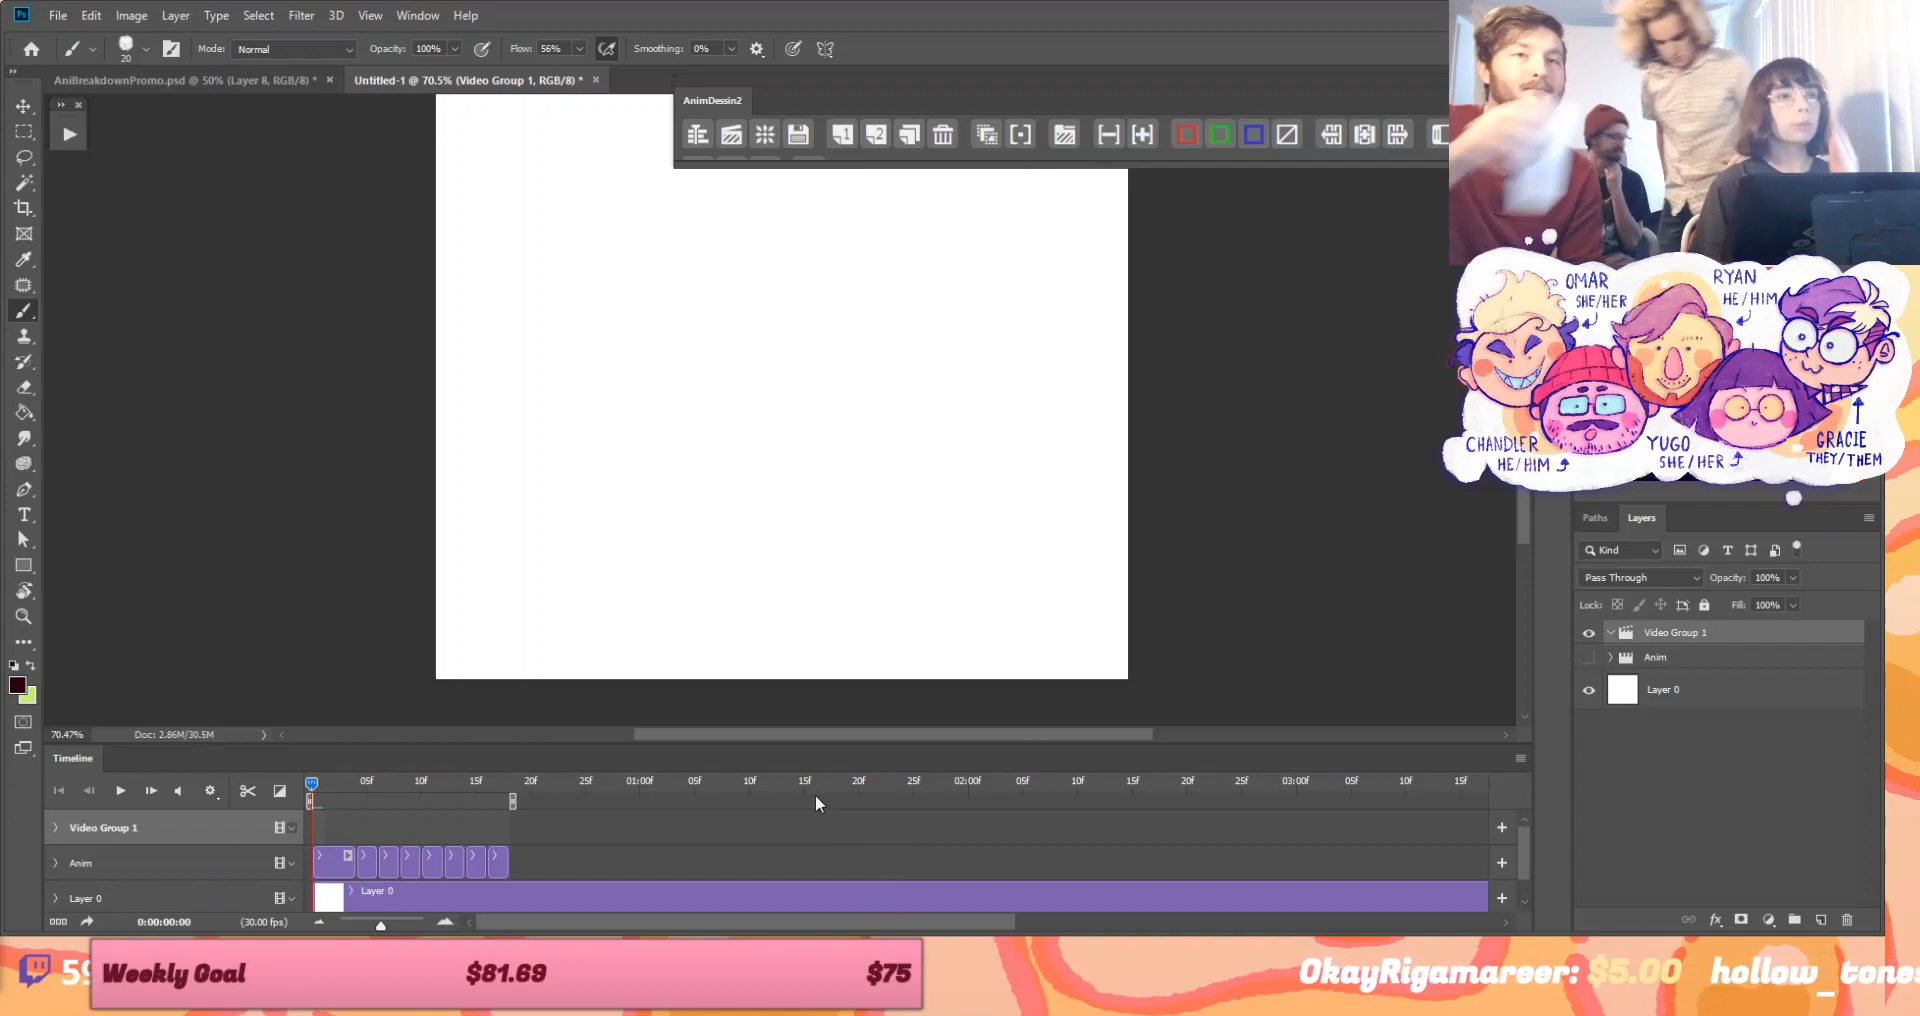 Ps File Edit Image Layer Type Select Filter 3D View Window Help
20 Mode: Normal Opacity: 100% Flow: 56% Smoothing: 0%
AniBreakdownPromo.psd @ 50% (Layer 8, RGB/8) * × Untitled-1 @ 70.5% (Video Group 1, RGB/8) * ×
AnimDessin2
1 2
OMAR
SHE/HER
RYAN
HE/HIM
CHANDLER
HE/HIM
YUGO
SHE/HER
GRACIE
THEY/THEM
Paths Layers
Kind
Pass Through Opacity: 100%
Lock: Fill: 100%
Video Group 1
Anim
Layer 0
70.47% Doc: 2.86M/30.5M
Timeline
05f 10f 15f 20f 25f 01:00f 05f 10f 15f 20f 25f 02:00f 05f 10f 15f 20f 25f 03:00f 05f 10f 15f
Video Group 1
Anim
Layer 0 Layer 0
0:00:00:00 (30.00 fps)
Weekly Goal $81.69 $75
OkayRigamareer: $5.00 hollow_tones